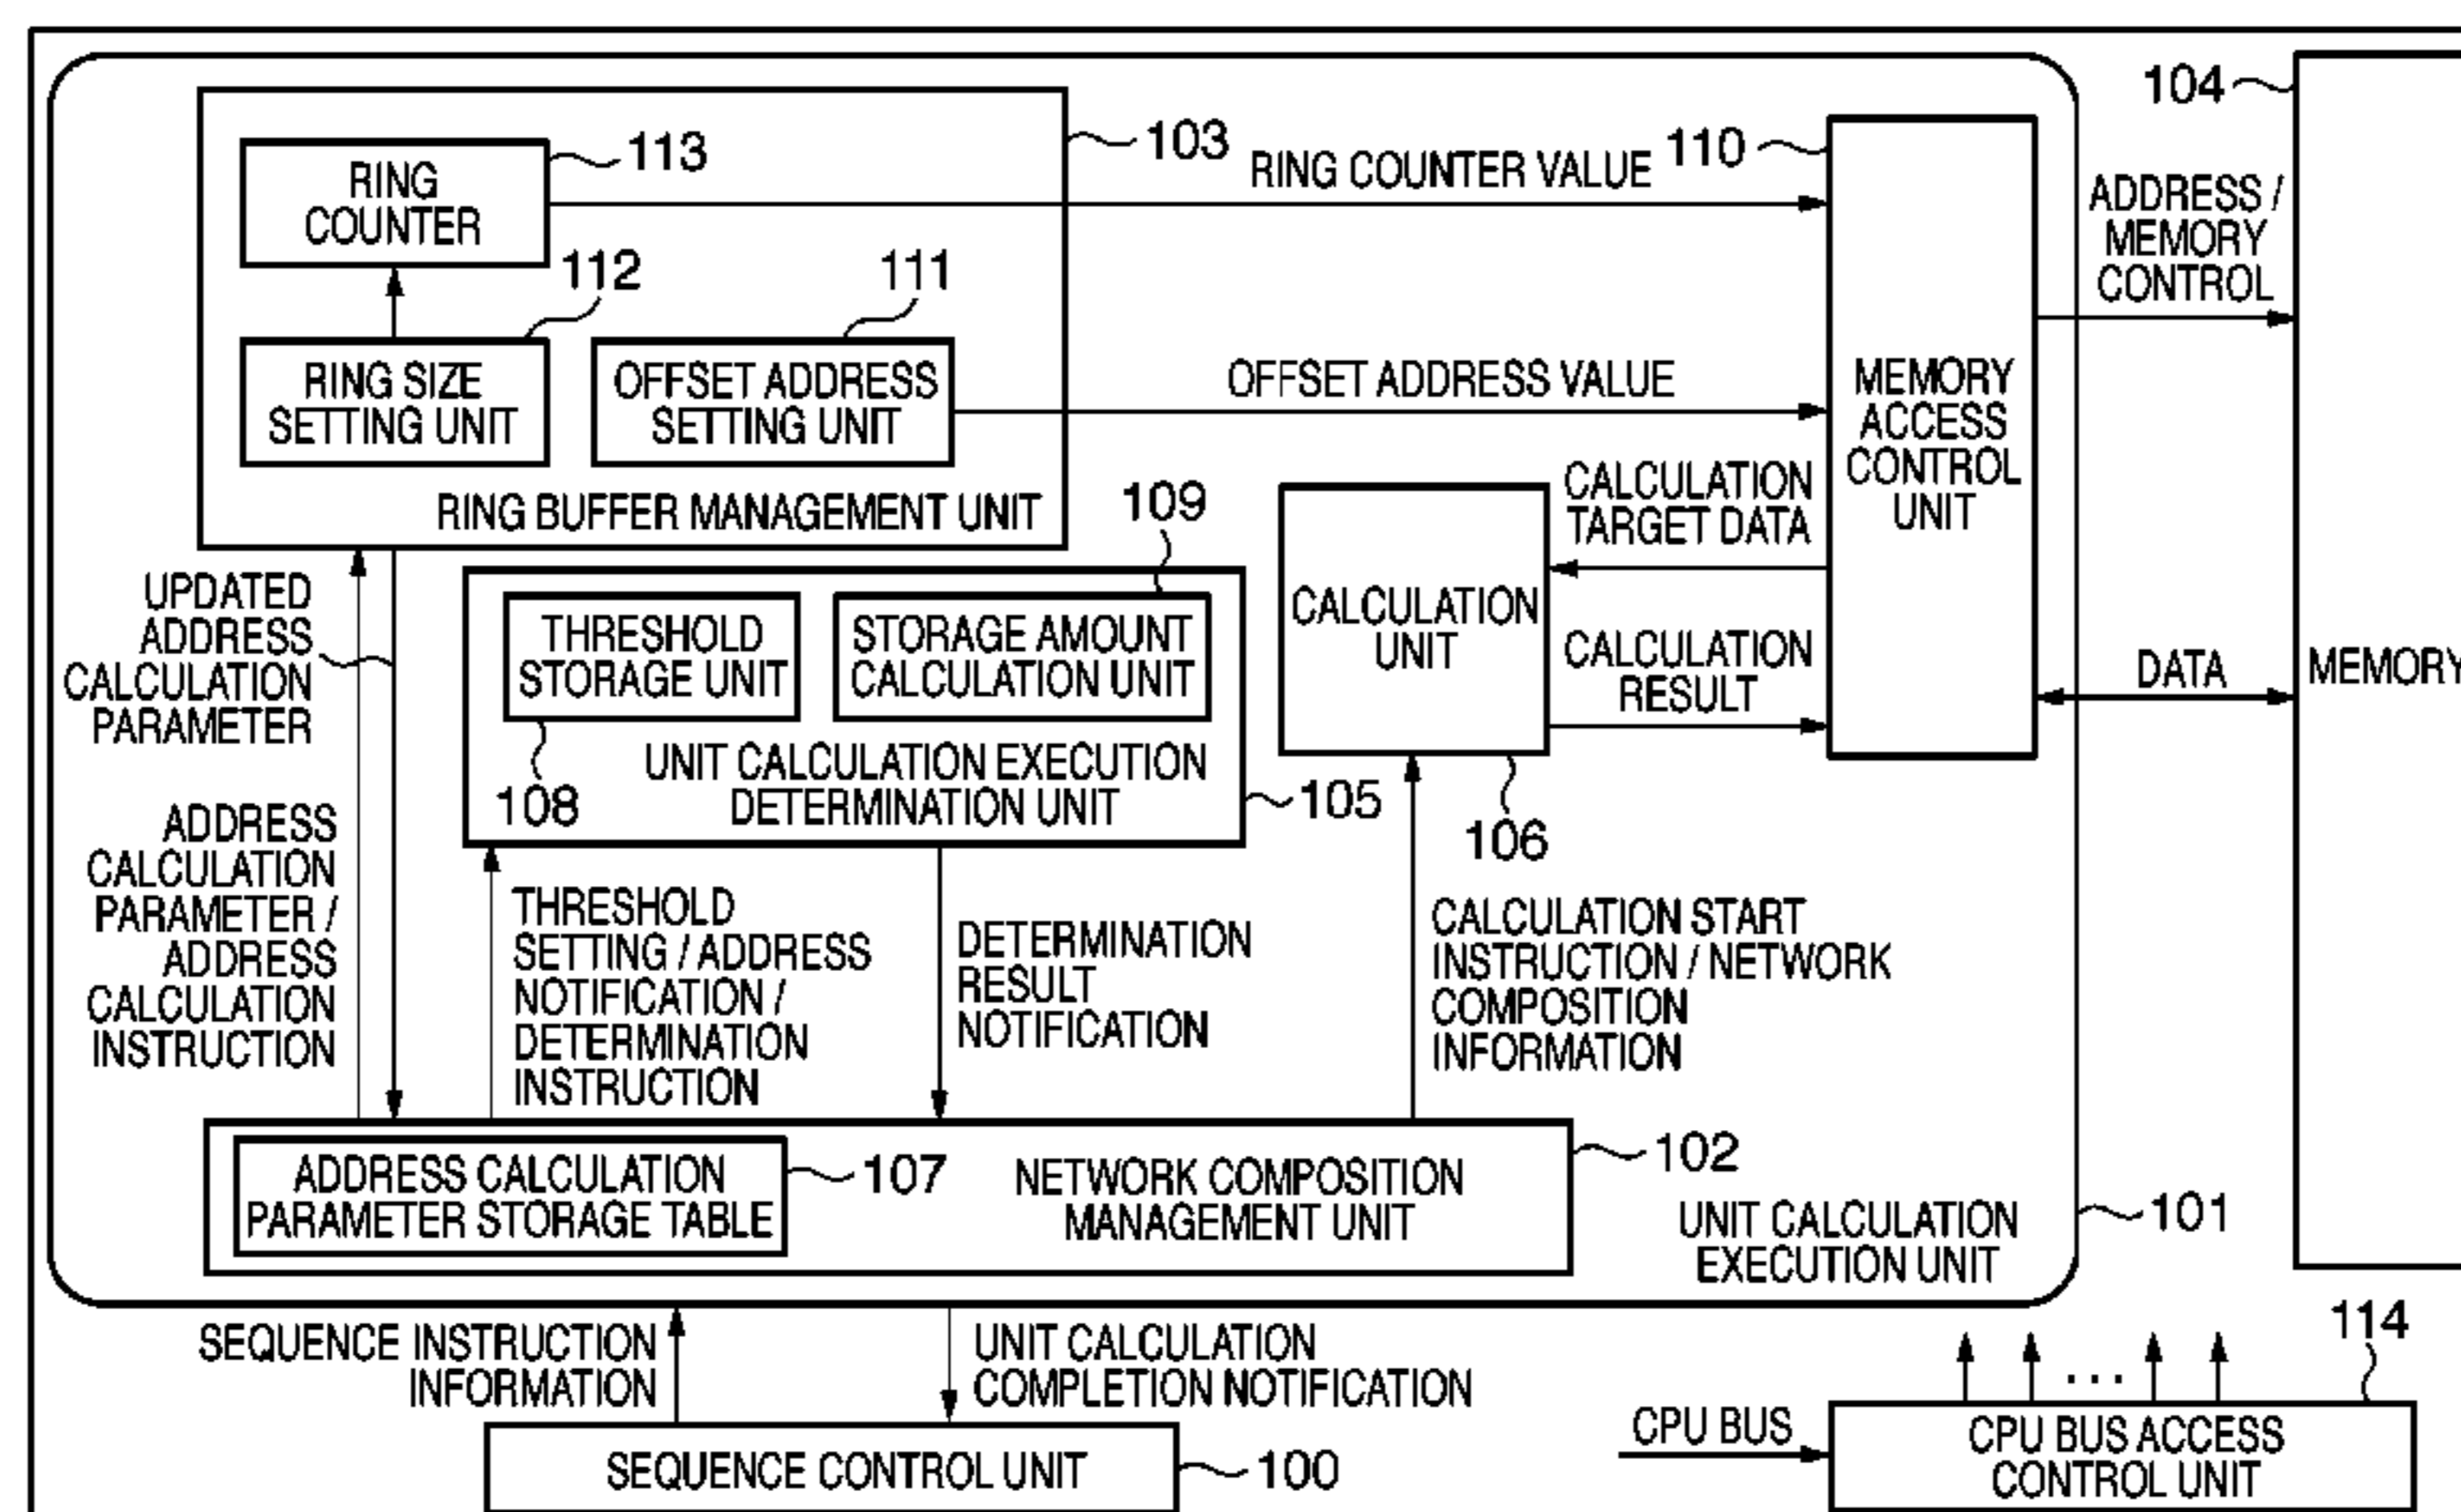 104
113
103
110
RING
COUNTER
RING COUNTER VALUE
ADDRESS /
MEMORY
CONTROL
112
111
RING SIZE
SETTING UNIT
OFFSET ADDRESS
SETTING UNIT
OFFSET ADDRESS VALUE
MEMORY
ACCESS
CONTROL
UNIT
RING BUFFER MANAGEMENT UNIT
109
CALCULATION
TARGET DATA
UPDATED
ADDRESS
CALCULATION
PARAMETER
THRESHOLD
STORAGE UNIT
STORAGE AMOUNT
CALCULATION UNIT
CALCULATION
UNIT
CALCULATION
RESULT
DATA
MEMORY
108
UNIT CALCULATION EXECUTION
DETERMINATION UNIT
105
106
ADDRESS
CALCULATION
PARAMETER /
ADDRESS
CALCULATION
INSTRUCTION
THRESHOLD
SETTING / ADDRESS
NOTIFICATION /
DETERMINATION
INSTRUCTION
DETERMINATION
RESULT
NOTIFICATION
CALCULATION START
INSTRUCTION / NETWORK
COMPOSITION
INFORMATION
ADDRESS CALCULATION
PARAMETER STORAGE TABLE
107
NETWORK COMPOSITION
MANAGEMENT UNIT
102
UNIT CALCULATION
EXECUTION UNIT
101
SEQUENCE INSTRUCTION
INFORMATION
UNIT CALCULATION
COMPLETION NOTIFICATION
114
...
SEQUENCE CONTROL UNIT
100
CPU BUS
CPU BUS ACCESS
CONTROL UNIT